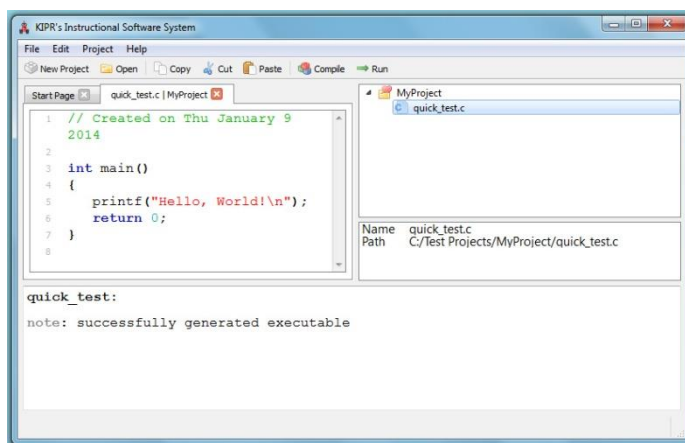 KIPR's Instructional Software System
File Edit Project Help
New Project Open Copy Cut Paste Compile Run
Start Page quick_test.c | MyProject
1 // Created on Thu January 9
2014
2
3 int main()
4 {
5 printf("Hello, World!\n");
6 return 0;
7 }
8
MyProject
C quick_test.c
Name quick_test.c
Path C:/Test Projects/MyProject/quick_test.c
quick_test:
note: successfully generated executable